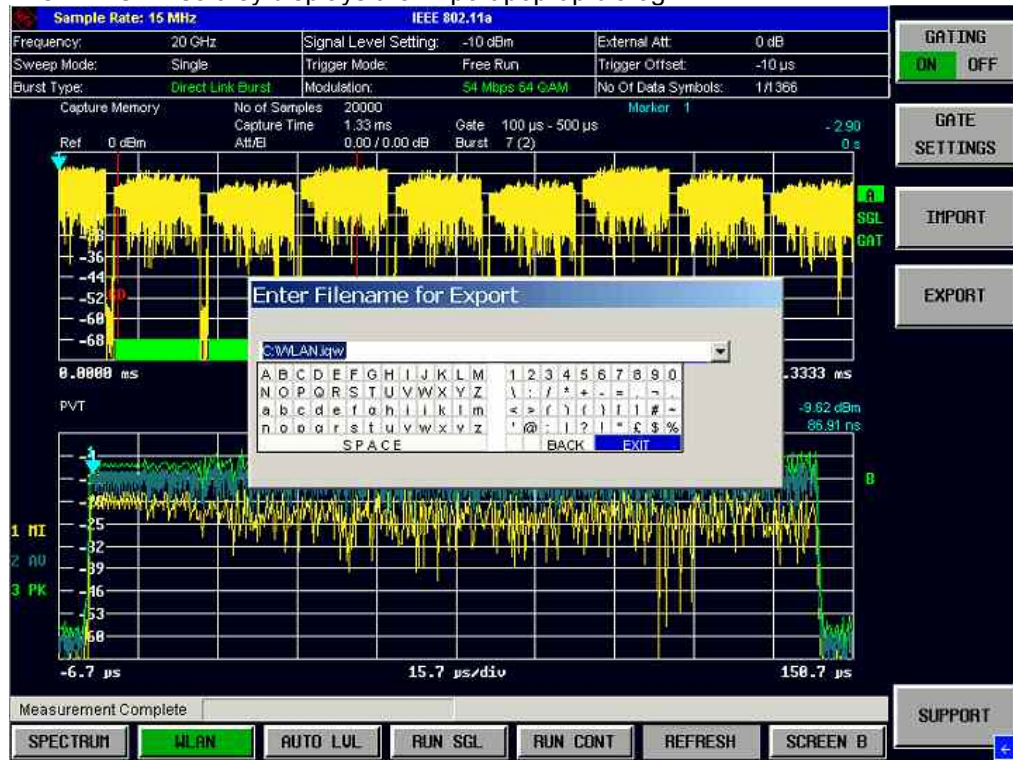 Sample Rate: 15 MHz IEEE 802.11a
Frequency: 20 GHz Signal Level Setting: -10 dBm External Att: 0 dB
Sweep Mode: Single Trigger Mode: Free Run Trigger Offset: -10 µs
Burst Type: Direct Link Burst Modulation: 54 Mbps 64 QAM No Of Data Symbols: 1/1366
Capture Memory No of Samples 20000 Marker 1
Capture Time 1.33 ms Gate 100 µs - 500 µs - 2.90
Ref 0 dBm Att/El 0.00 / 0.00 dB Burst 7 (2) 0 s
GATING
ON OFF
GATE
SETTINGS
IMPORT
EXPORT
A
SGL
GAT
-36
-44
-52
-60
-68
Enter Filename for Export
C:\WLAN.iqw
A B C D E F G H I J K L M 1 2 3 4 5 6 7 8 9 0
N O P Q R S T U V W X Y Z \ : / * + - = , ¬ .
a b c d e f g h i j k l m < > ( ) { } # ~
n o p q r s t u v w x y z ' @ : ? ! " £ $ %
SPACE BACK EXIT
0.0000 ms .3333 ms
PVT -9.62 dBm
86.91 ns
B
1 MI
2 AV
3 PK
-25
-32
-39
-46
-53
-60
-6.7 µs 15.7 µs/div 150.7 µs
Measurement Complete
SPECTRUM WLAN AUTO LVL RUN SGL RUN CONT REFRESH SCREEN B
SUPPORT